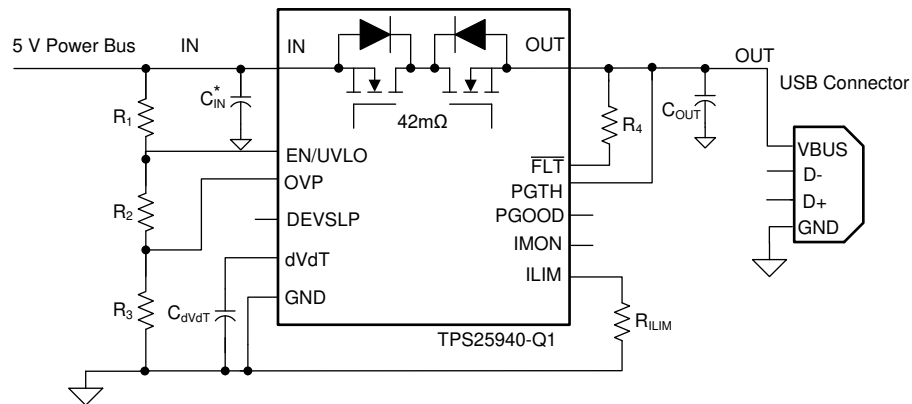 5 V Power Bus
IN
IN
OUT
OUT
USB Connector
R1
C*IN
42mΩ
R4
COUT
EN/UVLO
FLT
VBUS
OVP
PGTH
D-
R2
DEVSLP
PGOOD
D+
IMON
GND
dVdT
ILIM
R3
CdVdT
GND
RILIM
TPS25940-Q1